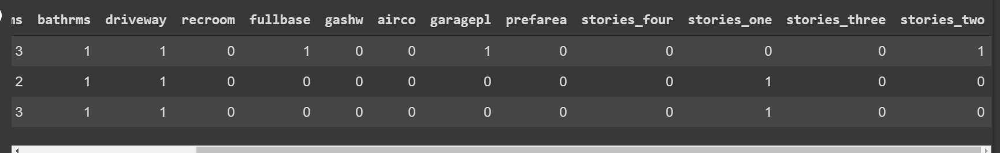 ms bathrms driveway recroom fullbase gashw airco garagepl prefarea stories_four stories_one stories_three stories_two
3 1 1 0 1 0 0 1 0 0 0 0 1
2 1 1 0 0 0 0 0 0 0 1 0 0
3 1 1 0 0 0 0 0 0 0 1 0 0